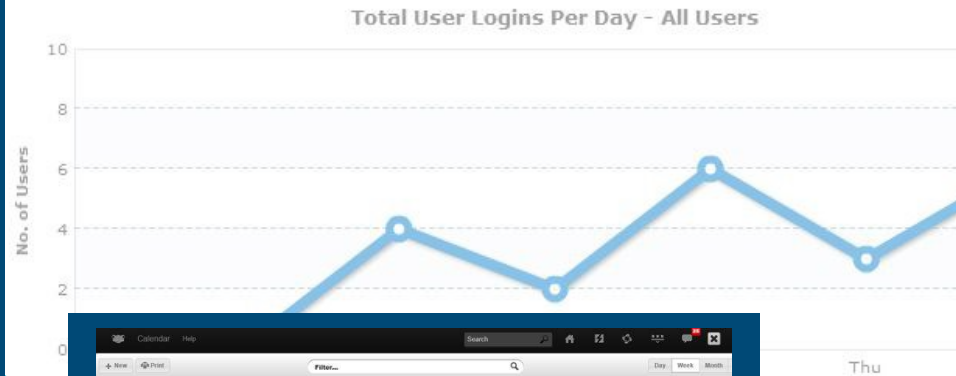 Total User Logins Per Day - All Users
10
8
6
4
2
0
No. of Users
Thu
Calendar Help Search
+ New Print Filter... Day Week Month